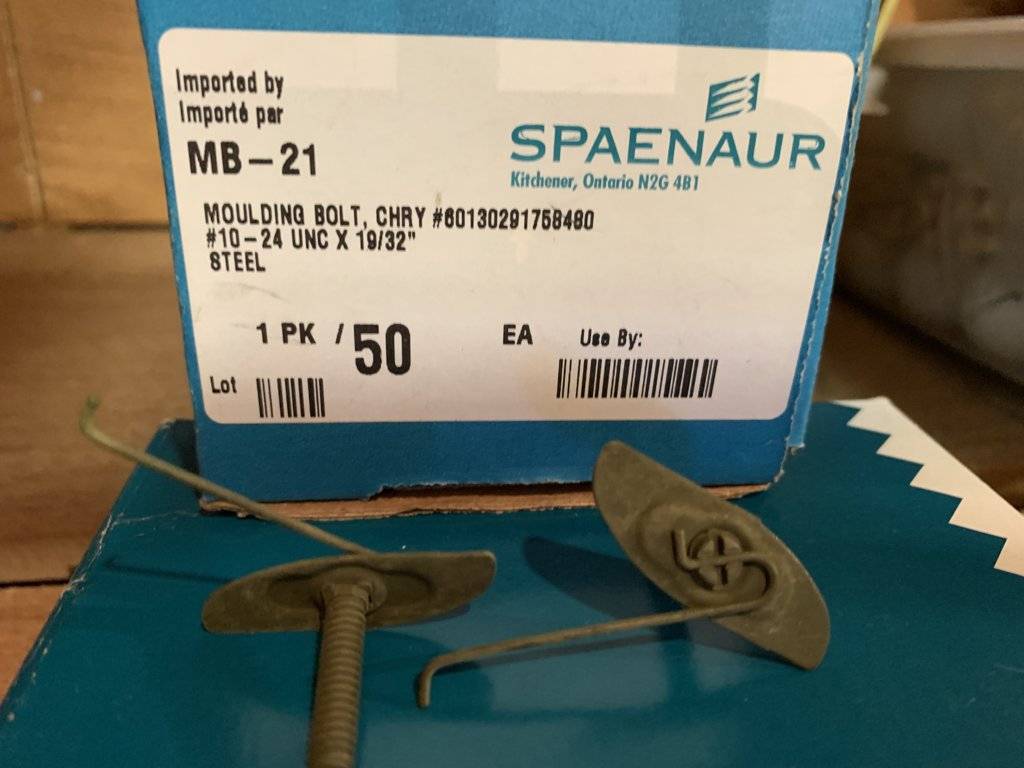 Imported by
Importé par
MB-21
SPAENAUR
Kitchener, Ontario N2G 4B1
MOULDING BOLT, CHRY #60130291758480
#10-24 UNC X 19/32"
STEEL
1 PK / 50 EA Use By:
Lot